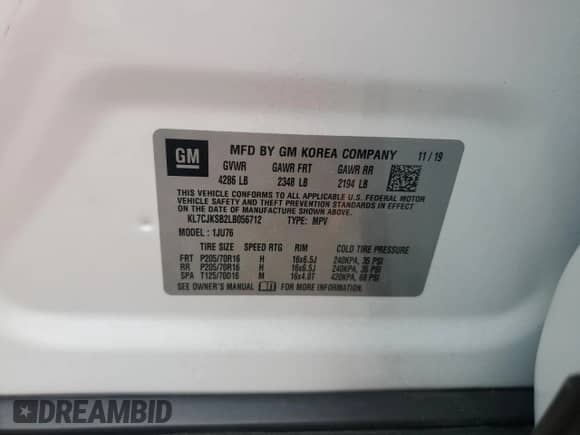 GM MFD BY GM KOREA COMPANY 11 / 19
GVWR GAWR FRT GAWR RR
4286 LB 2348 LB 2194 LB
THIS VEHICLE CONFORMS TO ALL APPLICABLE U.S. FEDERAL MOTOR
VEHICLE SAFETY, BUMPER, AND THEFT PREVENTION STANDARDS IN EFFECT
ON THE DATE OF MANUFACTURE SHOWN ABOVE.
KL7CJKSB2LB056712 TYPE: MPV
MODEL: 1JU76
TIRE SIZE SPEED RTG RIM COLD TIRE PRESSURE
FRT P205/70R16 H 16x6.5J 240KPA, 35 PSI
RR P205/70R16 H 16x6.5J 240KPA, 35 PSI
SPA T125/70D16 M 16x4.0T 420KPA, 60 PSI
SEE OWNER'S MANUAL FOR MORE INFORMATION
DREAMBID